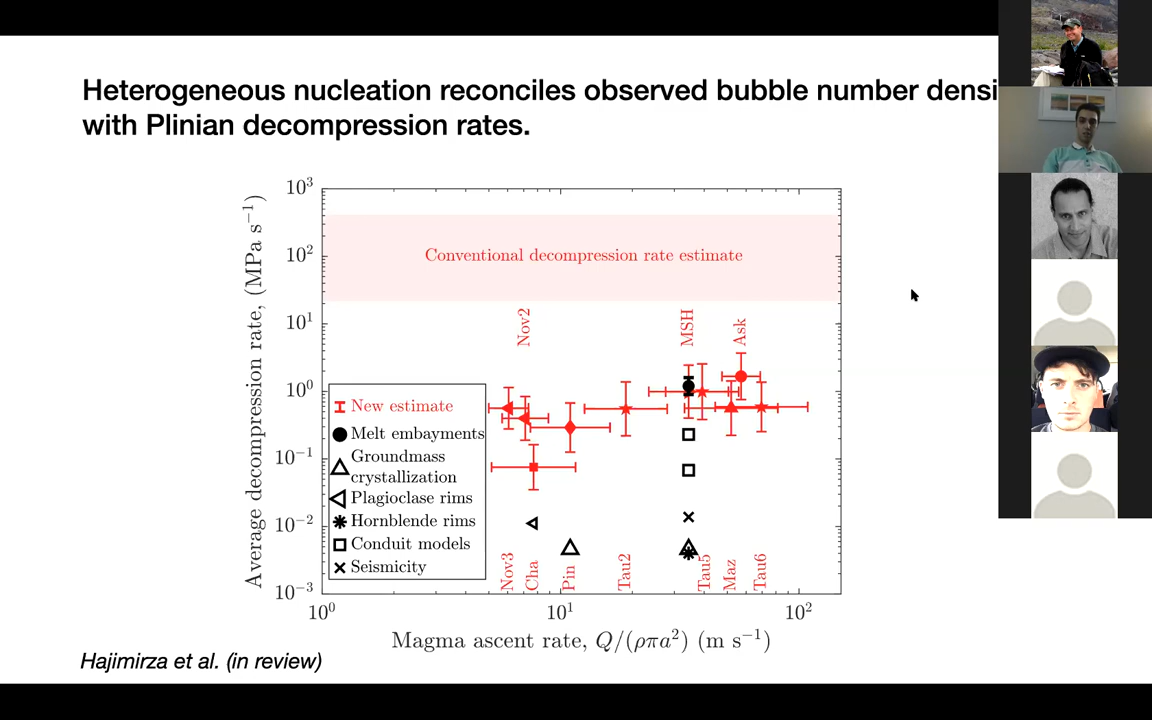 Heterogeneous nucleation reconciles observed bubble number densi
with Plinian decompression rates.
10³
10²
10¹
10⁰
10⁻¹
10⁻²
10⁻³
Average decompression rate, (MPa s⁻¹)
Conventional decompression rate estimate
Nov2
MSH
Ask
New estimate
Melt embayments
Groundmass
crystallization
Plagioclase rims
Hornblende rims
Conduit models
Seismicity
Nov3
Cha
Pin
Tau2
Tau5
Maz
Tau6
10⁰
10¹
10²
Magma ascent rate, Q/(ρπa²) (m s⁻¹)
Hajimirza et al. (in review)